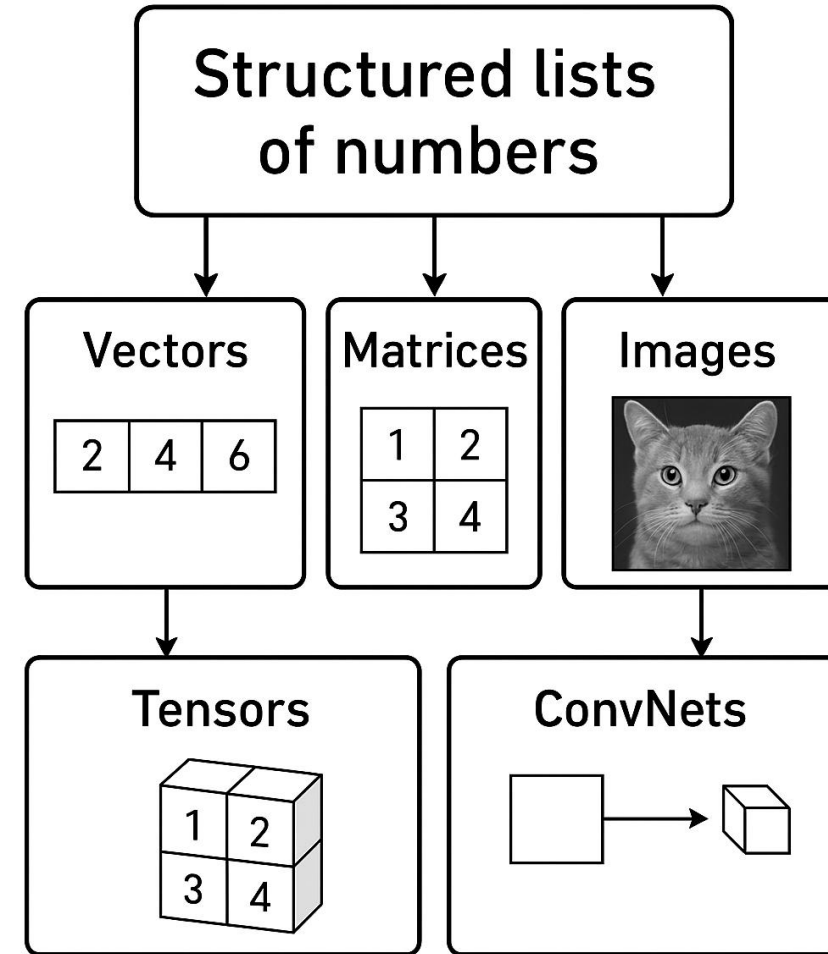 Structured lists
of numbers
Vectors
2 4 6
Matrices
1 2
3 4
Images
Tensors
1 2
3 4
ConvNets